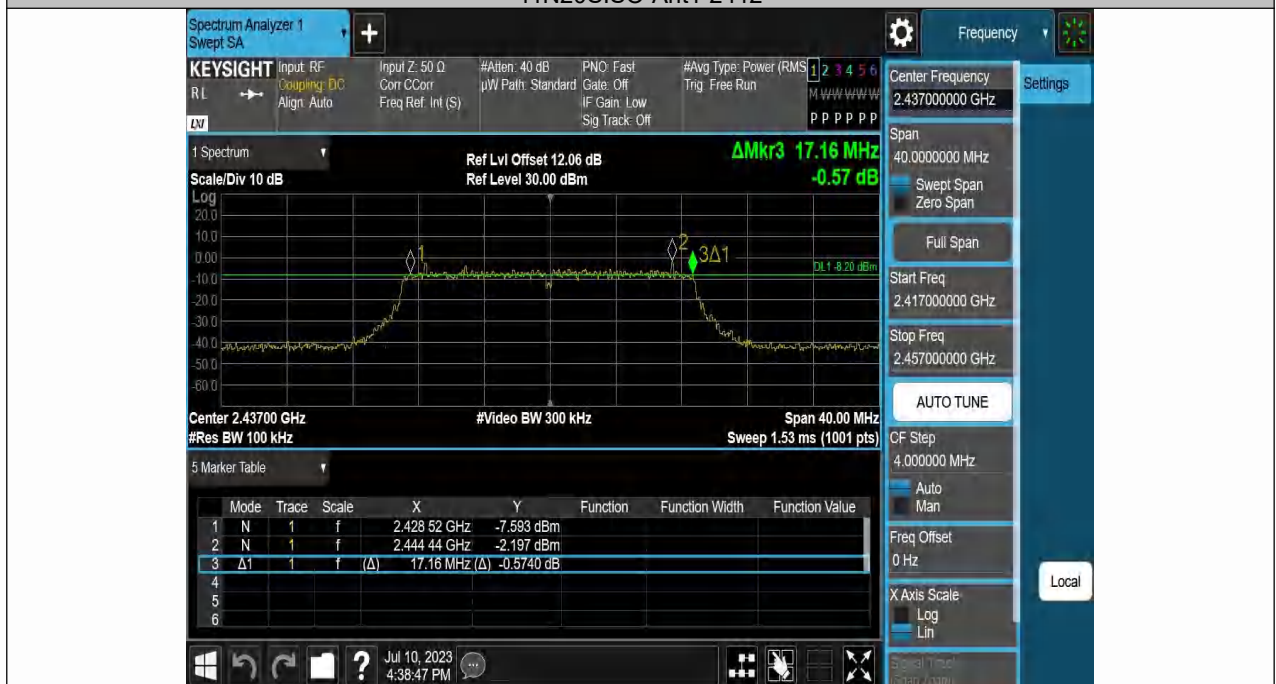 11N20SISO-Ant1-2412
Spectrum Analyzer 1
Swept SA
+
Frequency
KEYSIGHT
RL
LXI
Input: RF
Coupling: DC
Align: Auto
Input Z: 50 Ω
Corr CCorr
Freq Ref: Int (S)
#Atten: 40 dB
µW Path: Standard
PNO: Fast
Gate: Off
IF Gain: Low
Sig Track: Off
#Avg Type: Power (RMS
Trig: Free Run
1 2 3 4 5 6
M W W W W W
P P P P P P
Center Frequency
2.437000000 GHz
Settings
Span
40.0000000 MHz
Swept Span
Zero Span
Full Span
Start Freq
2.417000000 GHz
Stop Freq
2.457000000 GHz
AUTO TUNE
CF Step
4.000000 MHz
Auto
Man
Freq Offset
0 Hz
X Axis Scale
Log
Lin
Local
1 Spectrum
Scale/Div 10 dB
Ref Lvl Offset 12.06 dB
Ref Level 30.00 dBm
ΔMkr3 17.16 MHz
-0.57 dB
Log
20.0
10.0
0.00
-10.0
-20.0
-30.0
-40.0
-50.0
-60.0
1
2
3Δ1
DL1 -8.20 dBm
Center 2.43700 GHz
#Video BW 300 kHz
Span 40.00 MHz
#Res BW 100 kHz
Sweep 1.53 ms (1001 pts)
5 Marker Table
Mode Trace Scale X Y Function Function Width Function Value
1 N 1 f 2.428 52 GHz -7.593 dBm
2 N 1 f 2.444 44 GHz -2.197 dBm
3 Δ1 1 f (Δ) 17.16 MHz (Δ) -0.5740 dB
4
5
6
?
Jul 10, 2023
4:38:47 PM